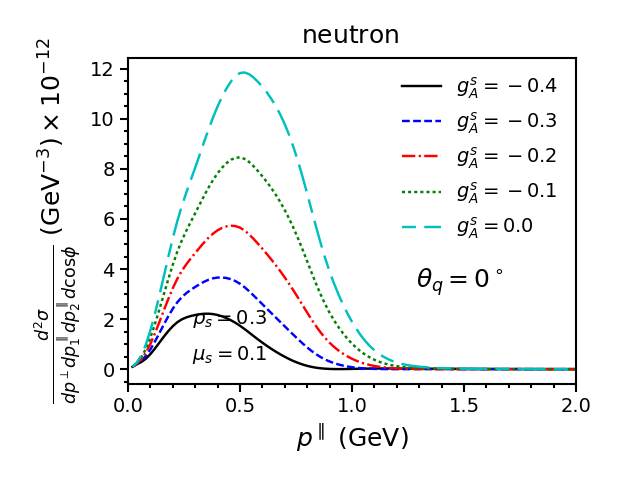 neutron
d²σ / dp^⊥ dp₁^∥ dp₂^∥ dcosϕ (GeV⁻³) × 10⁻¹²
12
10
8
6
4
2
0
g_A^s = −0.4
g_A^s = −0.3
g_A^s = −0.2
g_A^s = −0.1
g_A^s = 0.0
θ_q = 0°
ρ_s = 0.3
μ_s = 0.1
0.0 0.5 1.0 1.5 2.0
p^∥ (GeV)